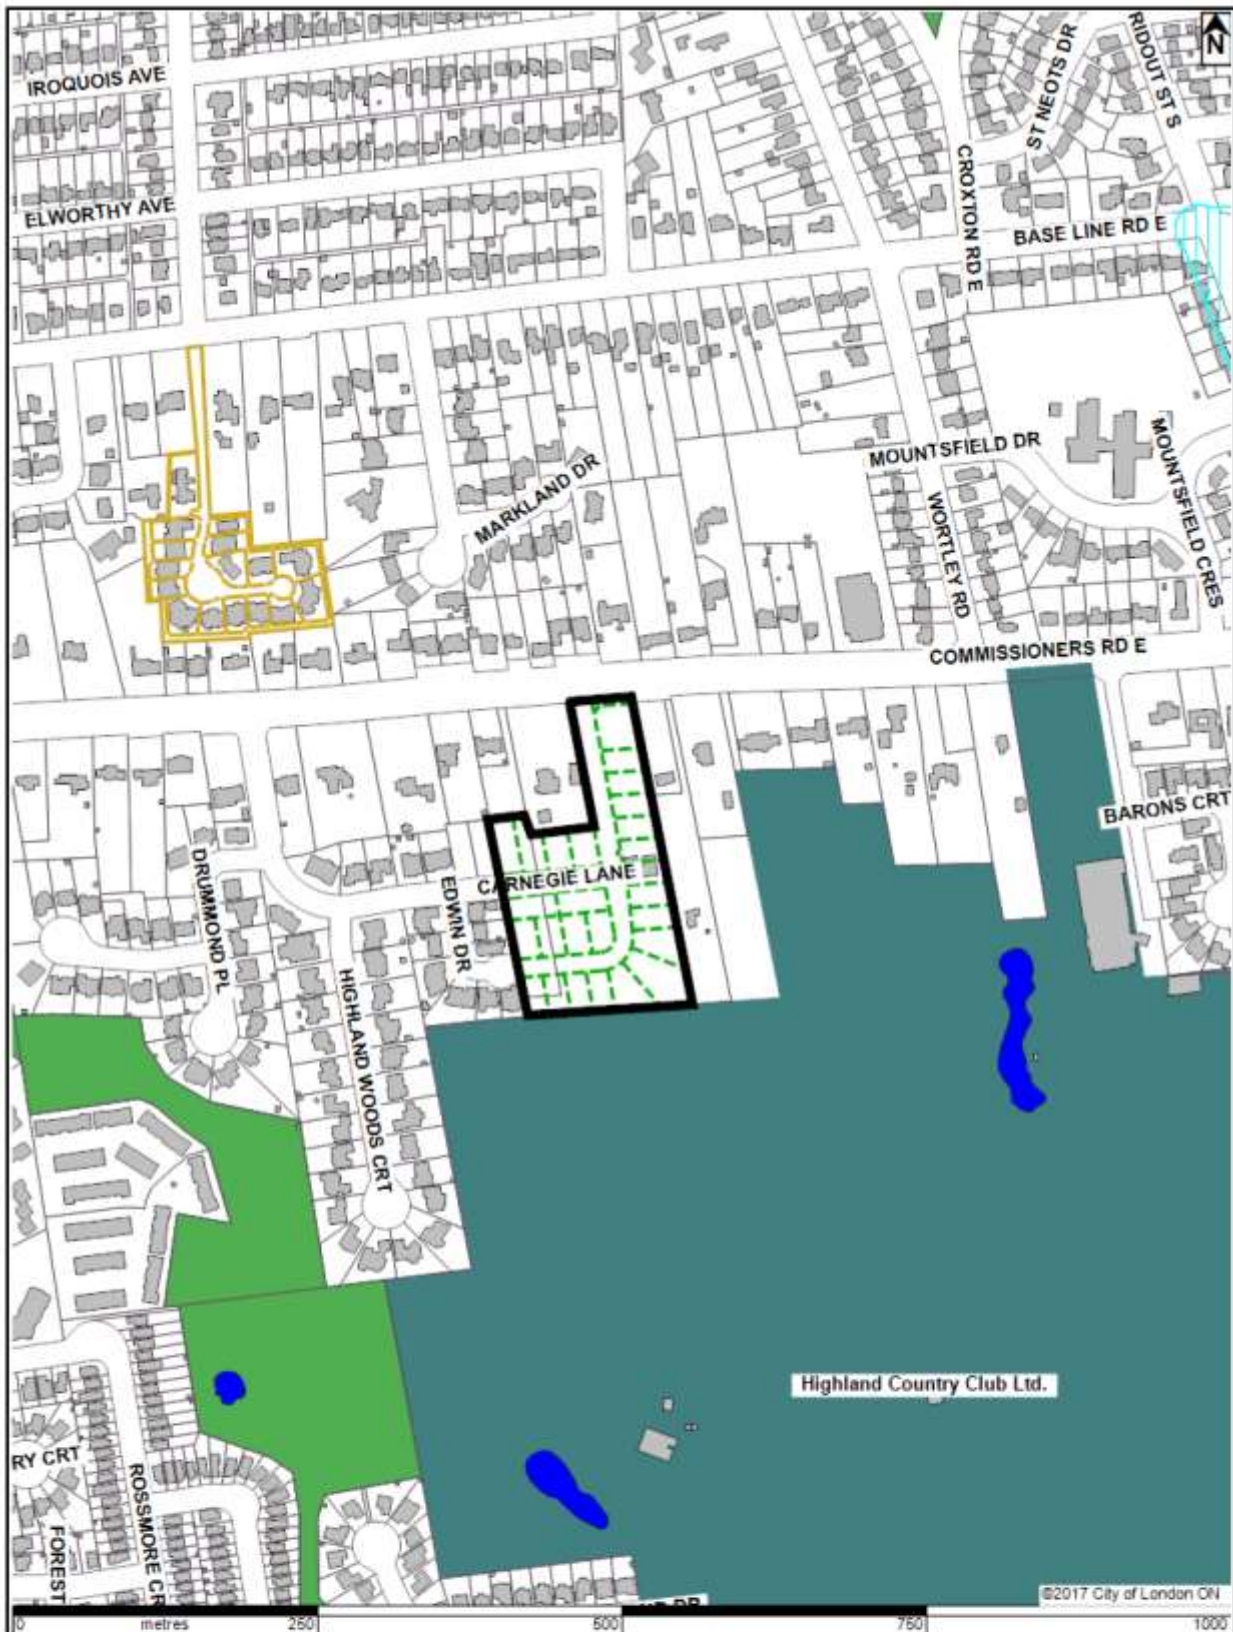 N
IROQUOIS AVE
ST NEOTS DR
RIDOUT ST S
ELWORTHY AVE
CROXTON RD E
BASE LINE RD E
MARKLAND DR
MOUNTSFIELD DR
MOUNTSFIELD CRES
WORTLEY RD
COMMISSIONERS RD E
BARONS CRT
DRUMMOND PL
EDWIN DR
CARNEGIE LANE
HIGHLAND WOODS CRT
Highland Country Club Ltd.
RY CRT
ROSSMORE CR
FOREST
©2017 City of London ON
0 metres 250 500 750 1000